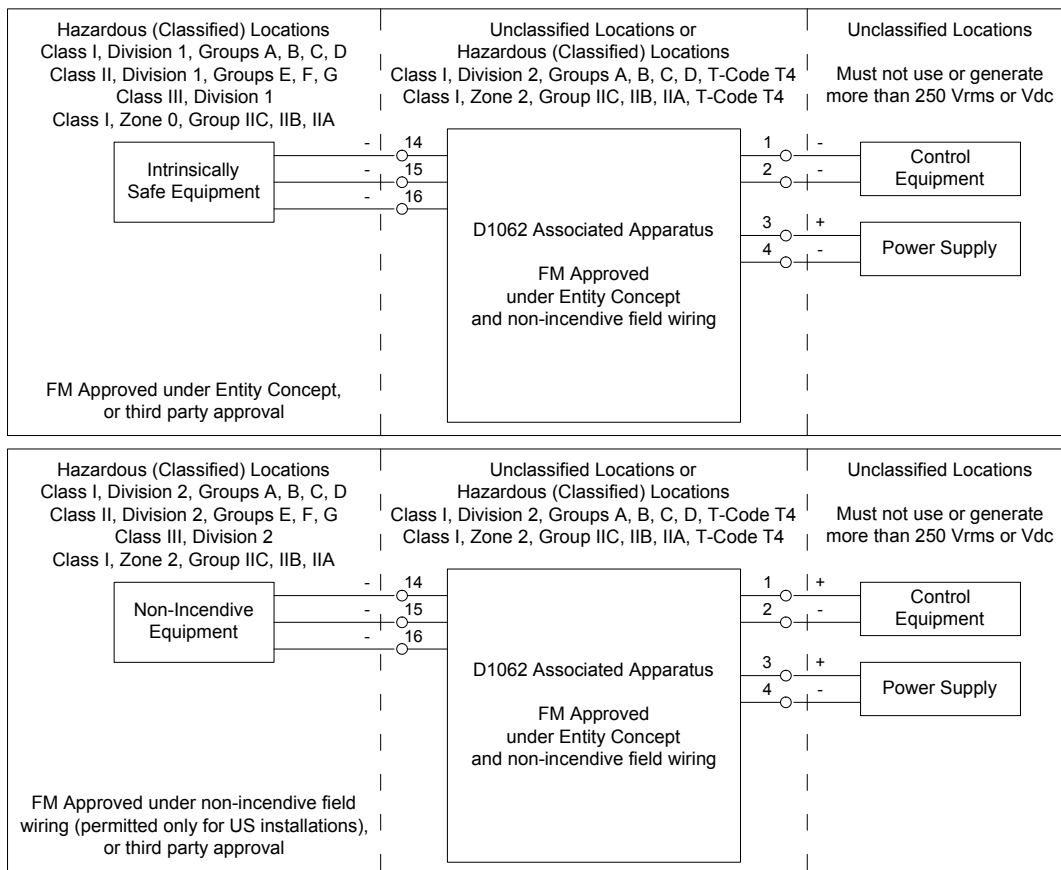 Hazardous (Classified) Locations
Class I, Division 1, Groups A, B, C, D
Class II, Division 1, Groups E, F, G
Class III, Division 1
Class I, Zone 0, Group IIC, IIB, IIA
Unclassified Locations or
Hazardous (Classified) Locations
Class I, Division 2, Groups A, B, C, D, T-Code T4
Class I, Zone 2, Group IIC, IIB, IIA, T-Code T4
Unclassified Locations
Must not use or generate
more than 250 Vrms or Vdc
Intrinsically
Safe Equipment
- 14
- 15
- 16
D1062 Associated Apparatus
FM Approved
under Entity Concept
and non-incendive field wiring
1 -
2 -
3 +
4 -
Control
Equipment
Power Supply
FM Approved under Entity Concept,
or third party approval
Hazardous (Classified) Locations
Class I, Division 2, Groups A, B, C, D
Class II, Division 2, Groups E, F, G
Class III, Division 2
Class I, Zone 2, Group IIC, IIB, IIA
Unclassified Locations or
Hazardous (Classified) Locations
Class I, Division 2, Groups A, B, C, D, T-Code T4
Class I, Zone 2, Group IIC, IIB, IIA, T-Code T4
Unclassified Locations
Must not use or generate
more than 250 Vrms or Vdc
Non-Incendive
Equipment
- 14
- 15
- 16
D1062 Associated Apparatus
FM Approved
under Entity Concept
and non-incendive field wiring
1 +
2 -
3 +
4 -
Control
Equipment
Power Supply
FM Approved under non-incendive field
wiring (permitted only for US installations),
or third party approval